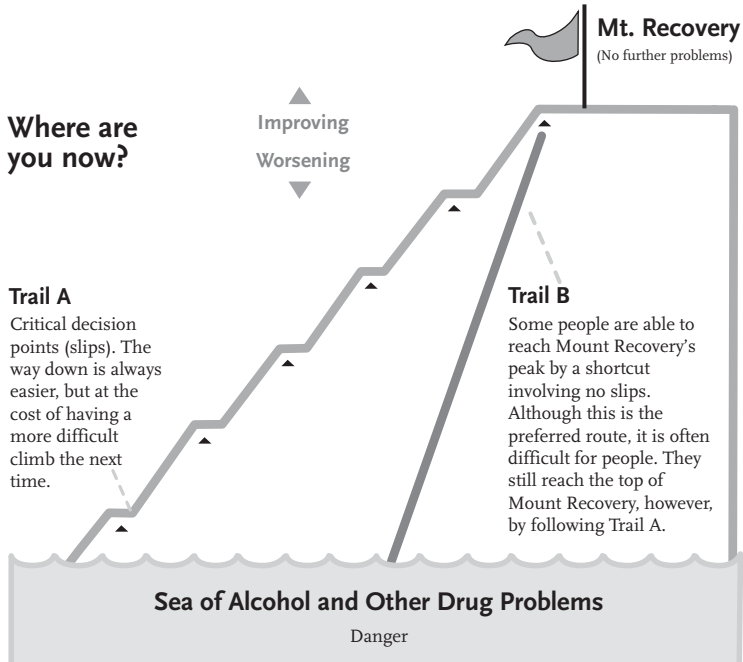 Mt. Recovery
(No further problems)
Where are
you now?
Improving
Worsening
Trail A
Critical decision
points (slips). The
way down is always
easier, but at the
cost of having a
more difficult
climb the next
time.
Trail B
Some people are able to
reach Mount Recovery’s
peak by a shortcut
involving no slips.
Although this is the
preferred route, it is often
difficult for people. They
still reach the top of
Mount Recovery, however,
by following Trail A.
Sea of Alcohol and Other Drug Problems
Danger